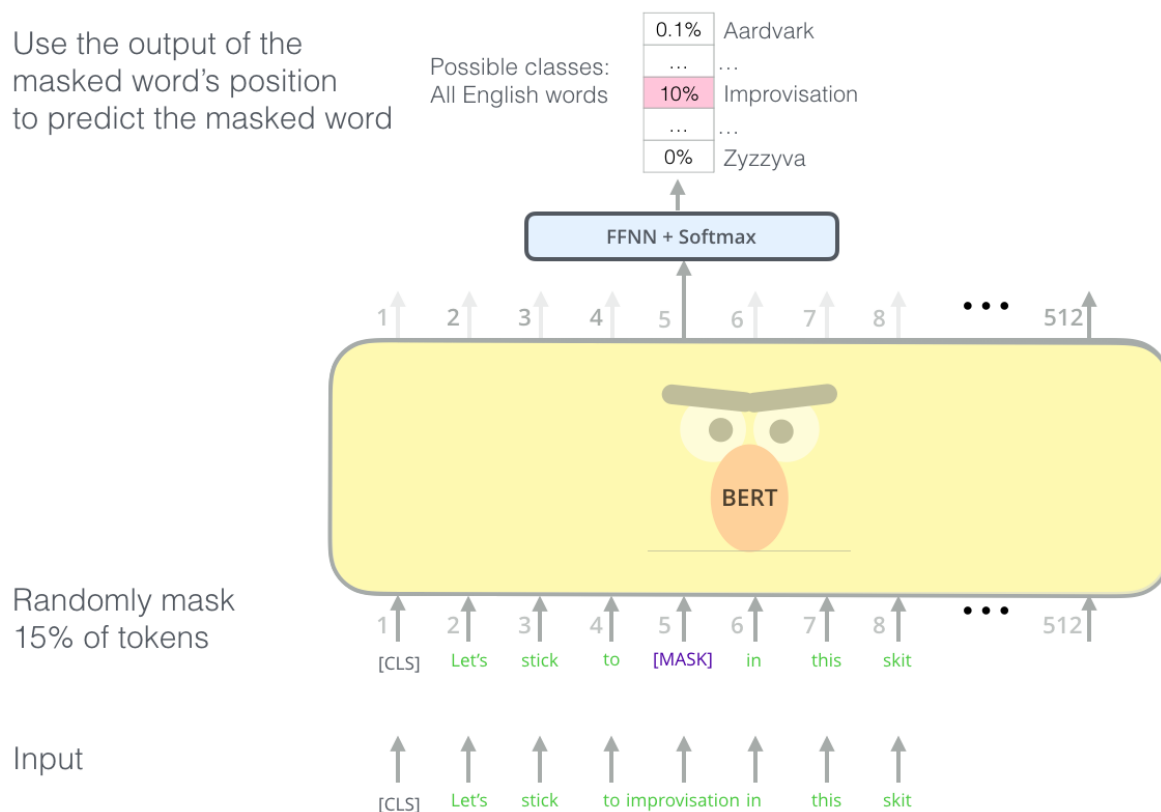 Use the output of the
masked word's position
to predict the masked word
Possible classes:
All English words
0.1% Aardvark
... ...
10% Improvisation
... ...
0% Zyzzyva
FFNN + Softmax
1 2 3 4 5 6 7 8 ••• 512
BERT
Randomly mask
15% of tokens
1 2 3 4 5 6 7 8 ••• 512
[CLS] Let's stick to [MASK] in this skit
Input
[CLS] Let's stick to improvisation in this skit